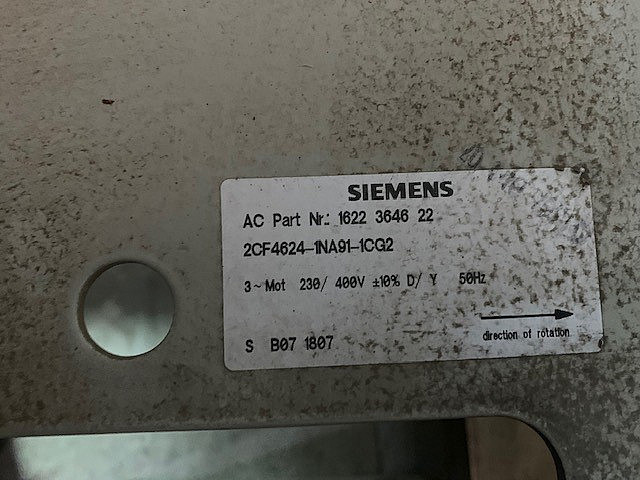 SIEMENS
AC Part Nr.: 1622 3646 22
2CF4624-1NA91-1CG2
3~Mot 230/ 400V ±10% D/ Y 50Hz
direction of rotation
S B07 1807